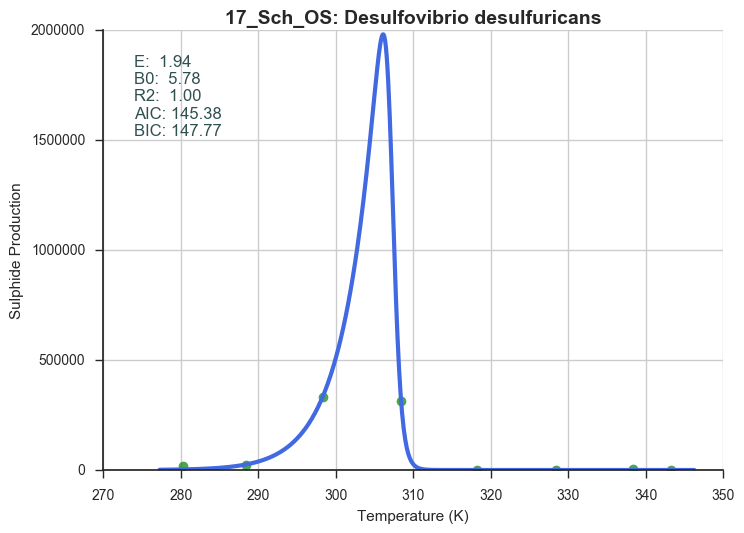 17_Sch_OS: Desulfovibrio desulfuricans
E:  1.94
B0:  5.78
R2:  1.00
AIC: 145.38
BIC: 147.77
2000000
1500000
1000000
500000
0
Sulphide Production
270 280 290 300 310 320 330 340 350
Temperature (K)